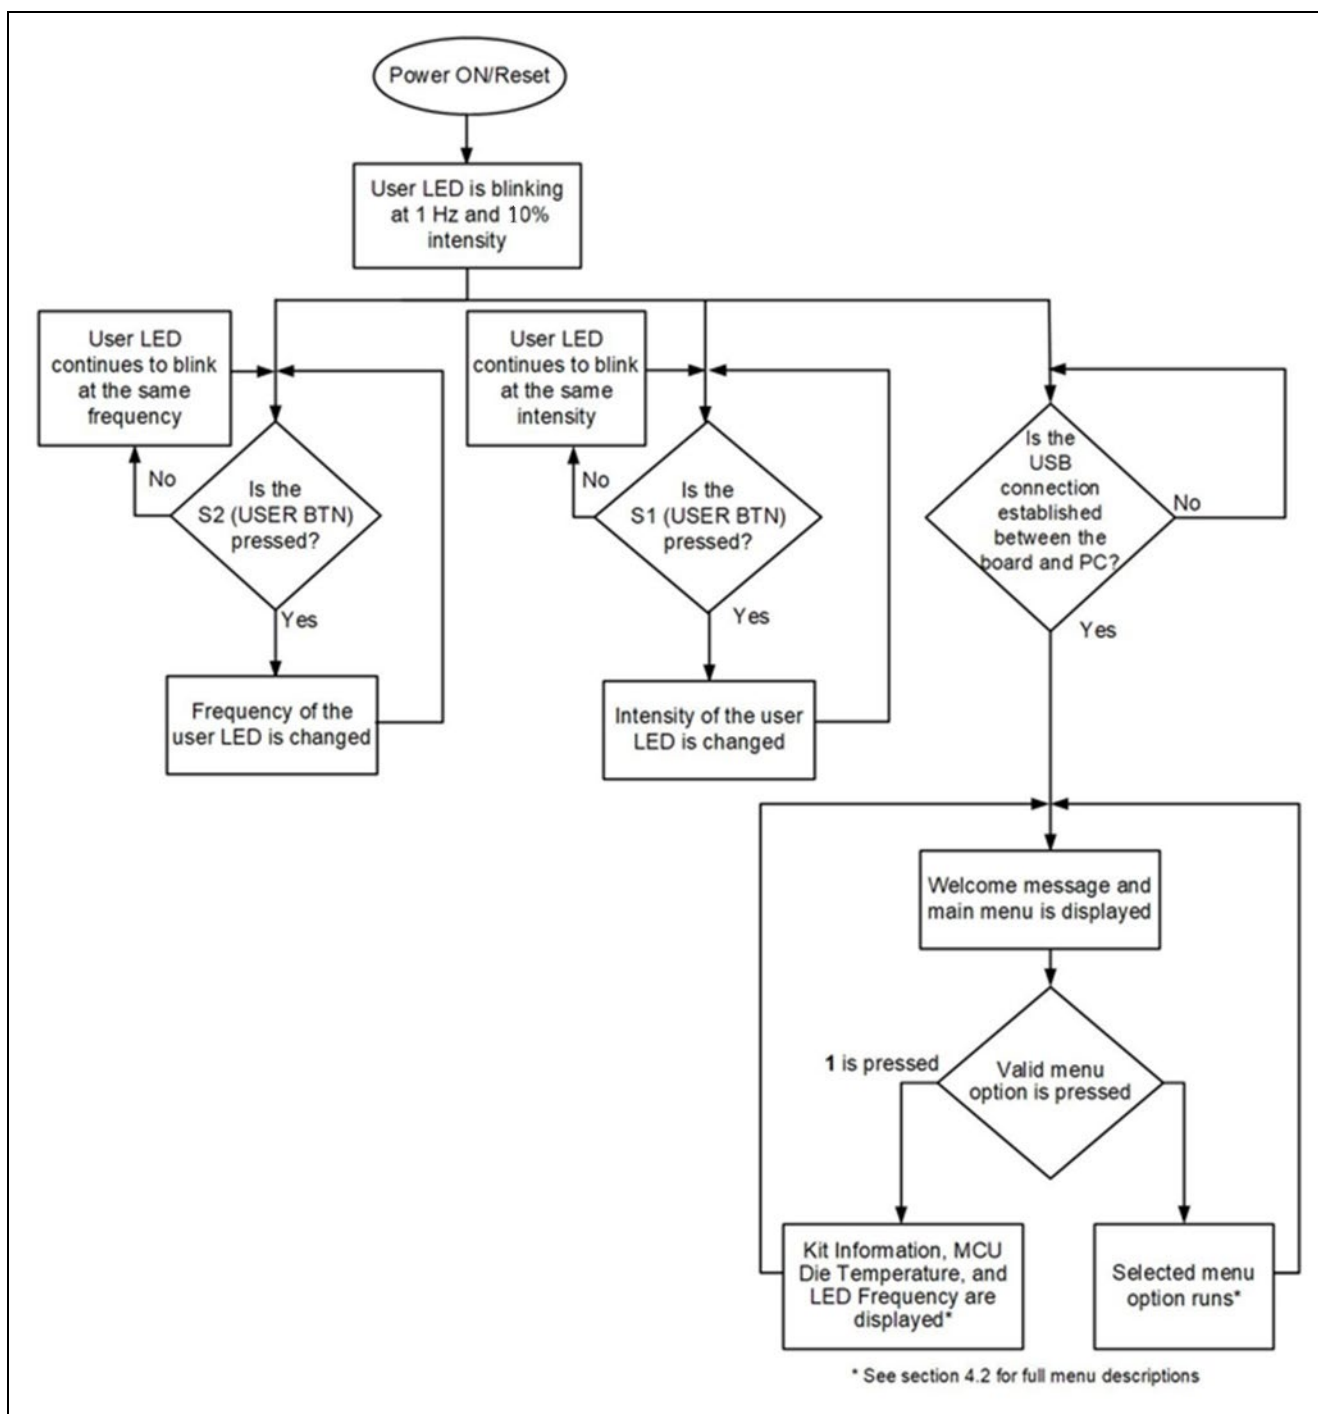 Power ON/Reset
User LED is blinking
at 1 Hz and 10%
intensity
User LED
continues to blink
at the same
frequency
No
Is the
S2 (USER BTN)
pressed?
Yes
Frequency of the
user LED is changed
User LED
continues to blink
at the same
intensity
No
Is the
S1 (USER BTN)
pressed?
Yes
Intensity of the user
LED is changed
Is the
USB
connection
established
between the
board and PC?
No
Yes
Welcome message and
main menu is displayed
Valid menu
option is pressed
1 is pressed
Kit Information, MCU
Die Temperature, and
LED Frequency are
displayed*
Selected menu
option runs*
* See section 4.2 for full menu descriptions